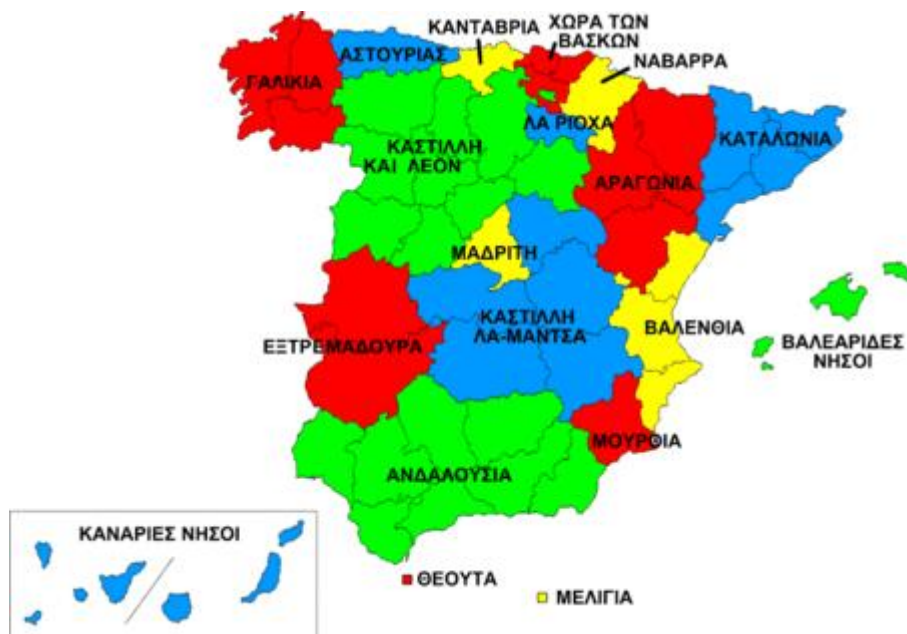 ΚΑΝΤΑΒΡΙΑ
ΧΩΡΑ ΤΩΝ
ΒΑΣΚΩΝ
ΑΣΤΟΥΡΙΑΣ
ΝΑΒΑΡΡΑ
ΓΑΛΙΚΙΑ
ΛΑ ΡΙΟΧΑ
ΚΑΤΑΛΩΝΙΑ
ΚΑΣΤΙΛΛΗ
ΚΑΙ ΛΕΟΝ
ΑΡΑΓΩΝΙΑ
ΜΑΔΡΙΤΗ
ΚΑΣΤΙΛΛΗ
ΛΑ-ΜΑΝΤΣΑ
ΒΑΛΕΝΘΙΑ
ΕΞΤΡΕΜΑΔΟΥΡΑ
ΒΑΛΕΑΡΙΔΕΣ
ΝΗΣΟΙ
ΜΟΥΡΘΙΑ
ΑΝΔΑΛΟΥΣΙΑ
ΚΑΝΑΡΙΕΣ ΝΗΣΟΙ
ΘΕΟΥΤΑ
ΜΕΛΙΓΙΑ